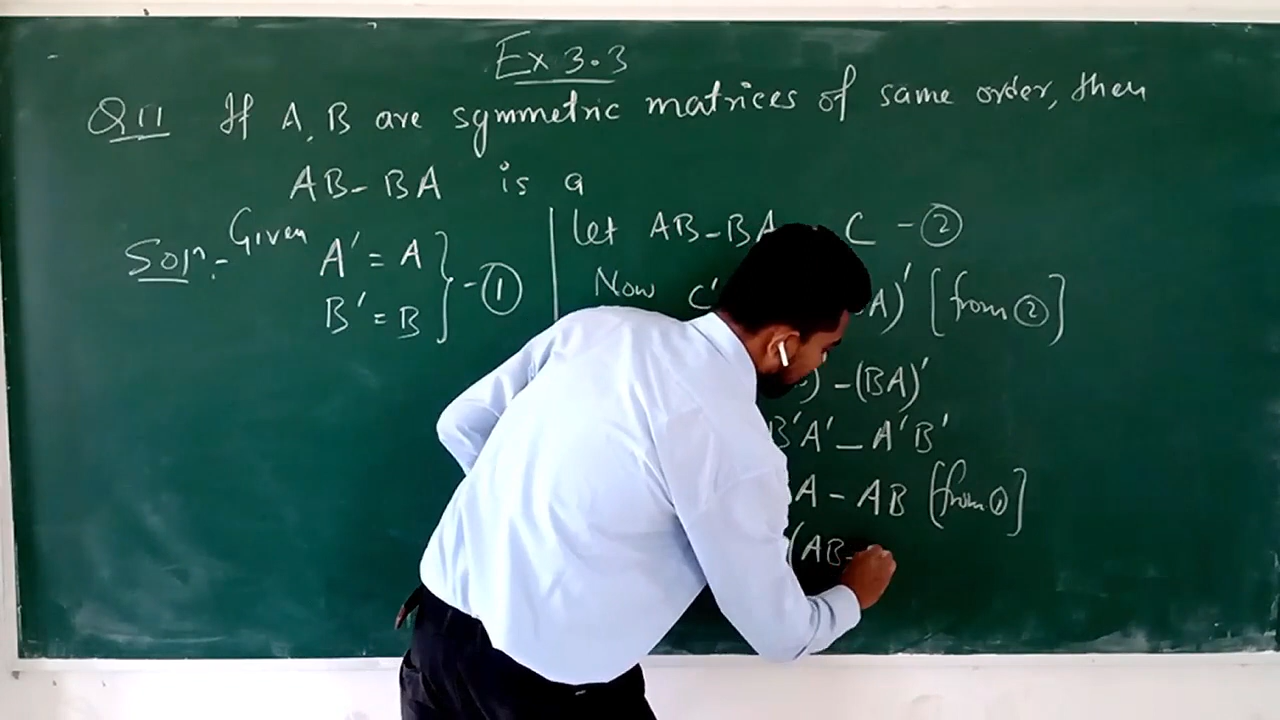 Ex 3.3
Q11 If A, B are symmetric matrices of same order, then
AB - BA is a
Soln. - Given A' = A
B' = B } - ①
let AB - BA C - ②
Now C' A)' [from ②]
) - (BA)'
B'A' - A'B'
A - AB [from ①]
(AB -